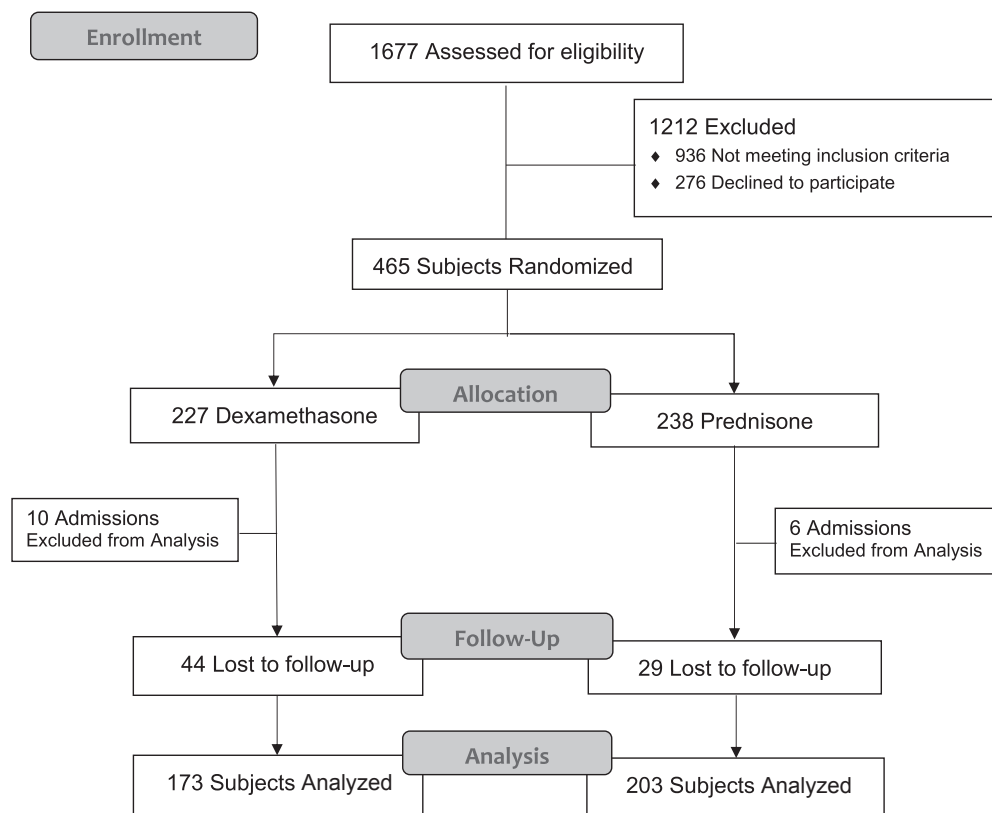 Enrollment
1677 Assessed for eligibility
1212 Excluded
♦ 936 Not meeting inclusion criteria
♦ 276 Declined to participate
465 Subjects Randomized
Allocation
227 Dexamethasone
238 Prednisone
10 Admissions
Excluded from Analysis
6 Admissions
Excluded from Analysis
Follow-Up
44 Lost to follow-up
29 Lost to follow-up
Analysis
173 Subjects Analyzed
203 Subjects Analyzed